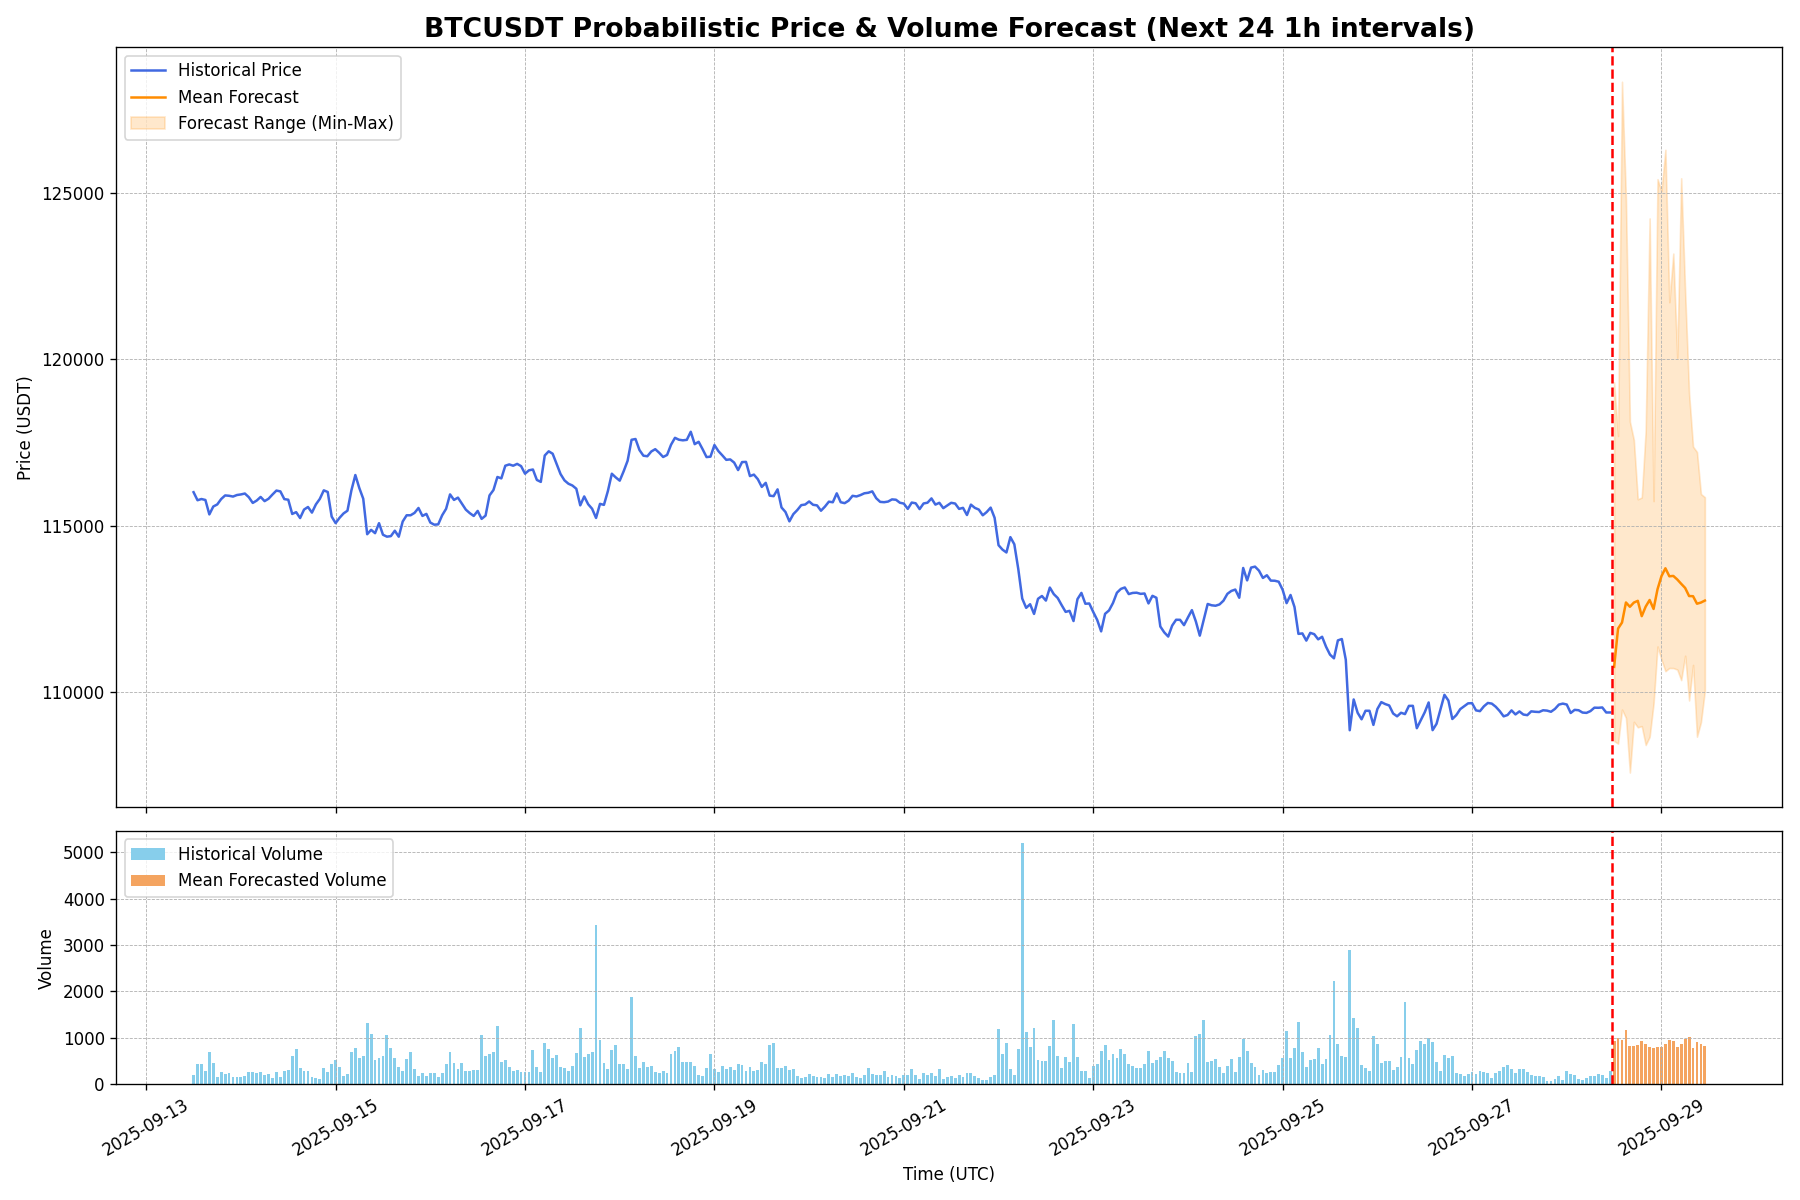 BTCUSDT Probabilistic Price & Volume Forecast (Next 24 1h intervals)
Historical Price
Mean Forecast
Forecast Range (Min-Max)
125000
120000
115000
110000
Price (USDT)
Historical Volume
Mean Forecasted Volume
5000
4000
3000
2000
1000
0
Volume
2025-09-13
2025-09-15
2025-09-17
2025-09-19
2025-09-21
2025-09-23
2025-09-25
2025-09-27
2025-09-29
Time (UTC)